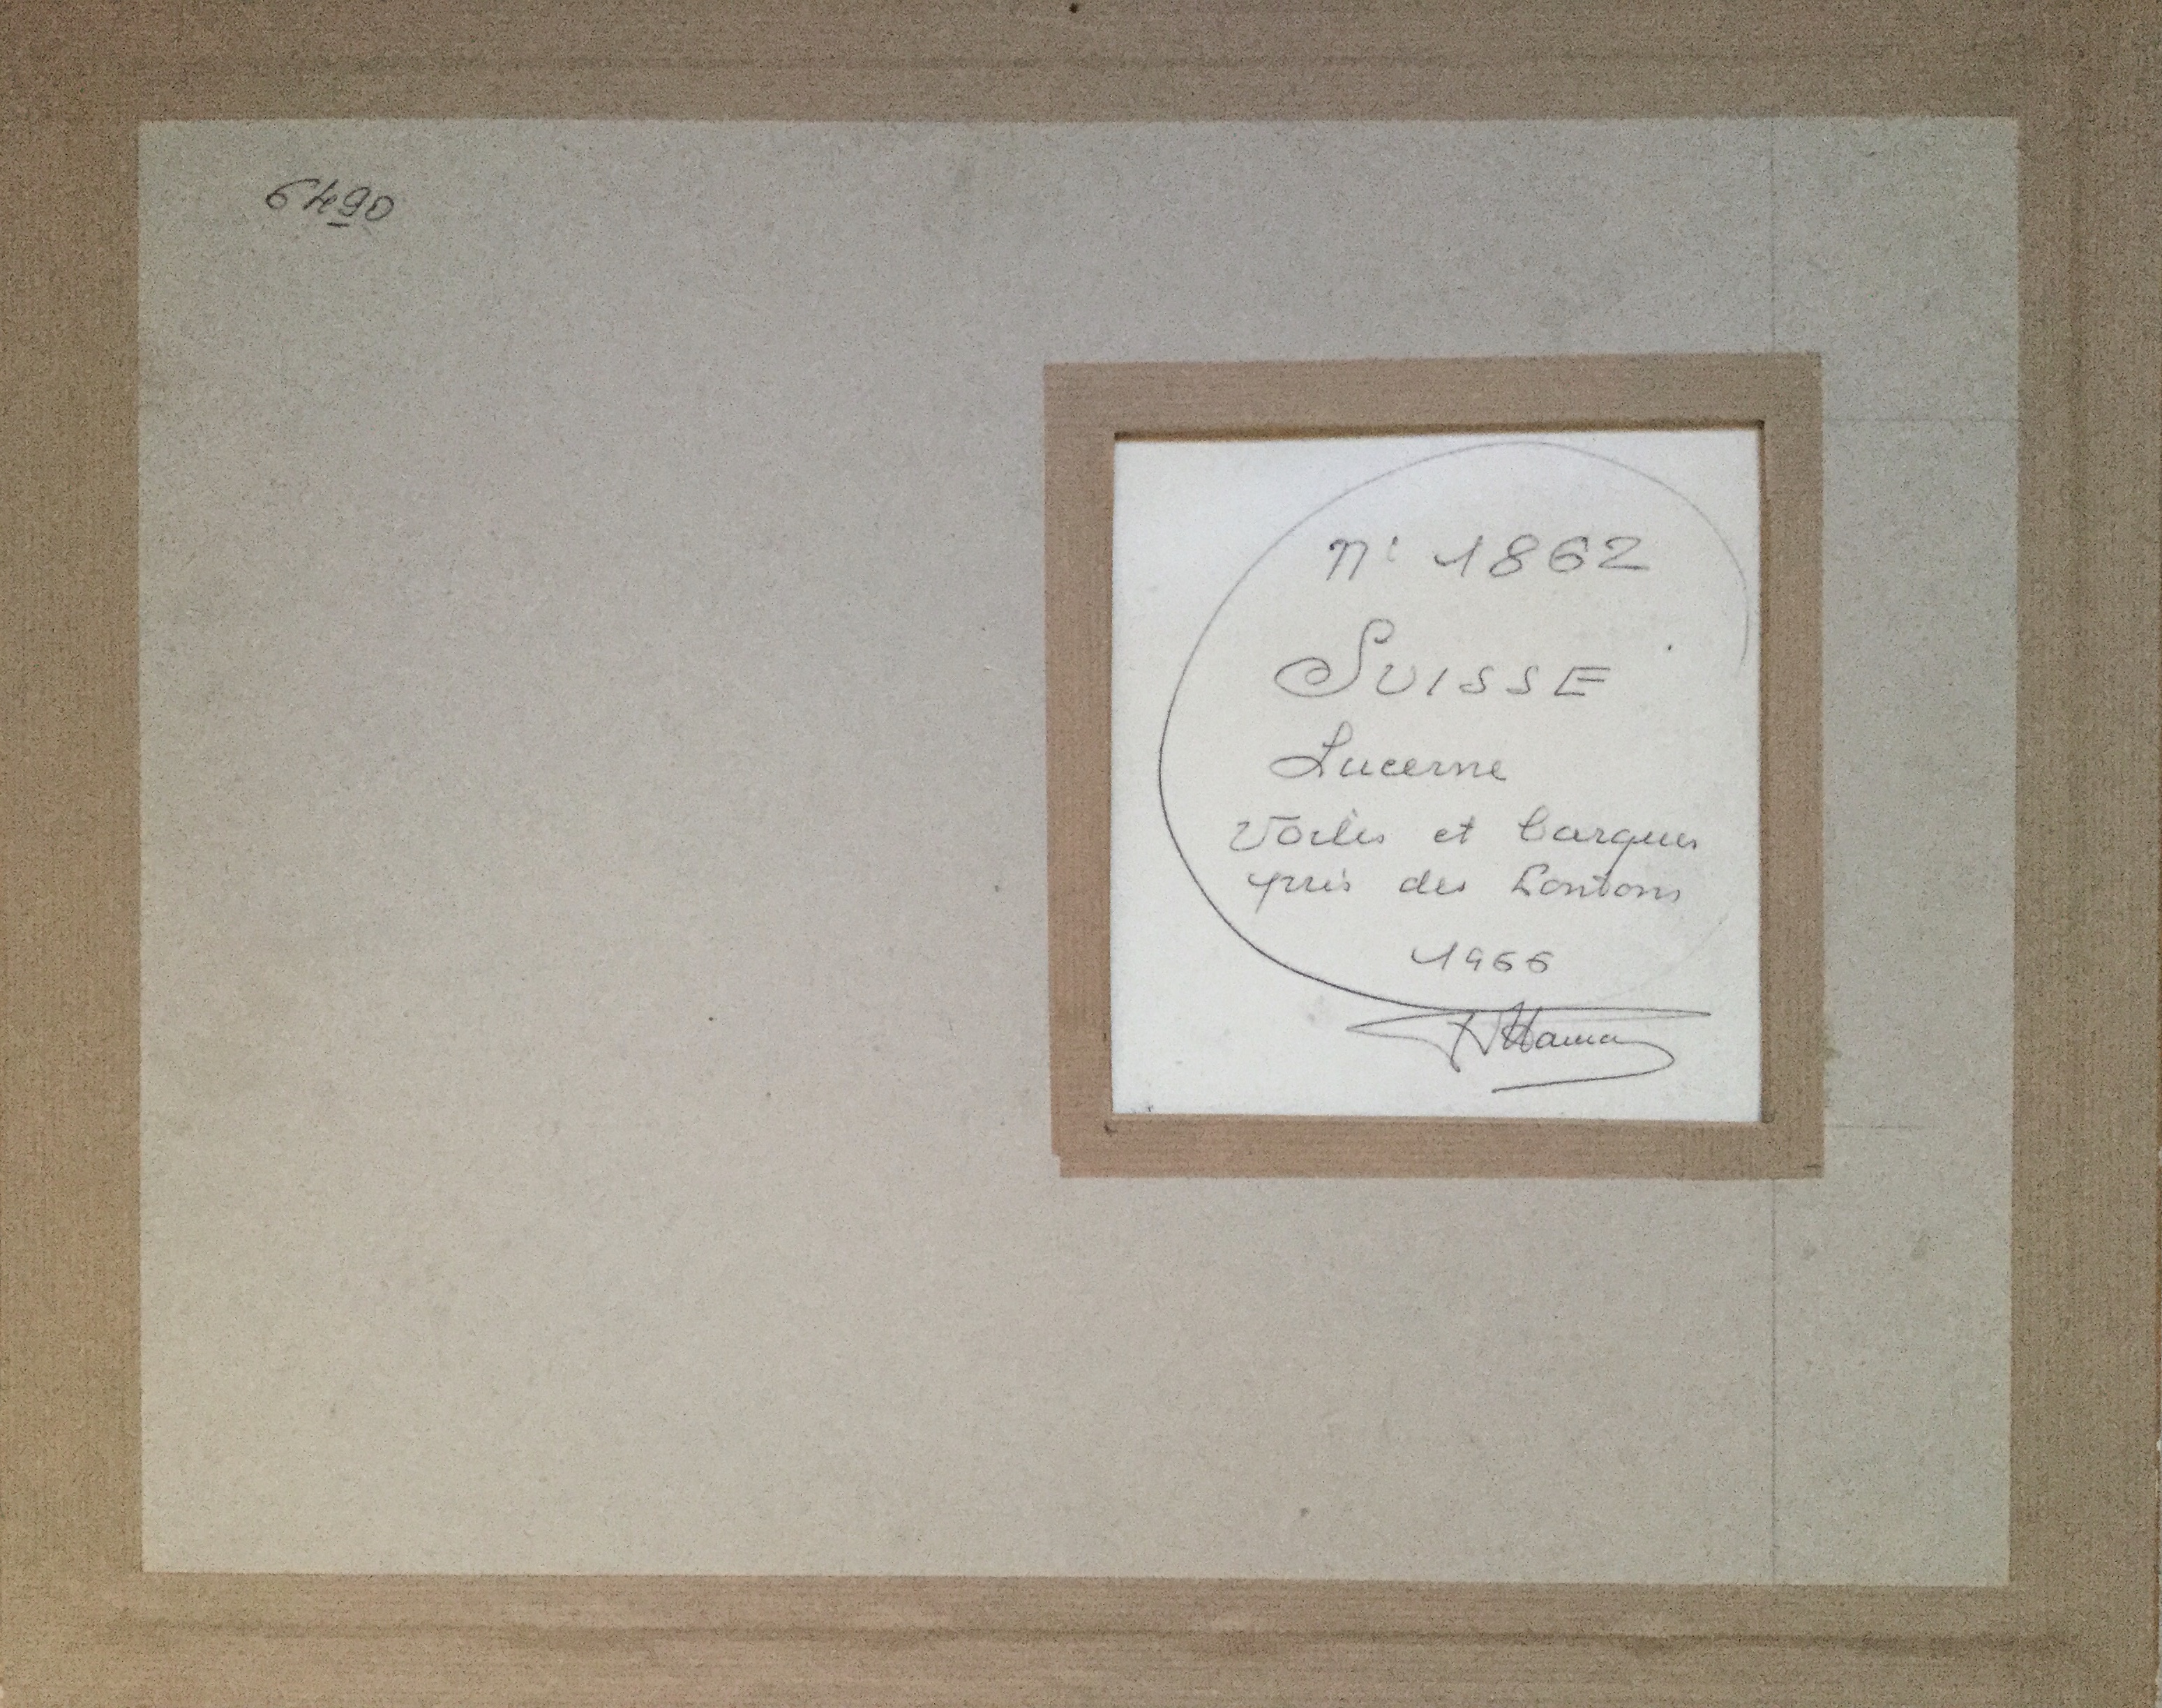 6490
n° 1862
SUISSE
Lucerne
Voiles et barques
près des Pontons
1966